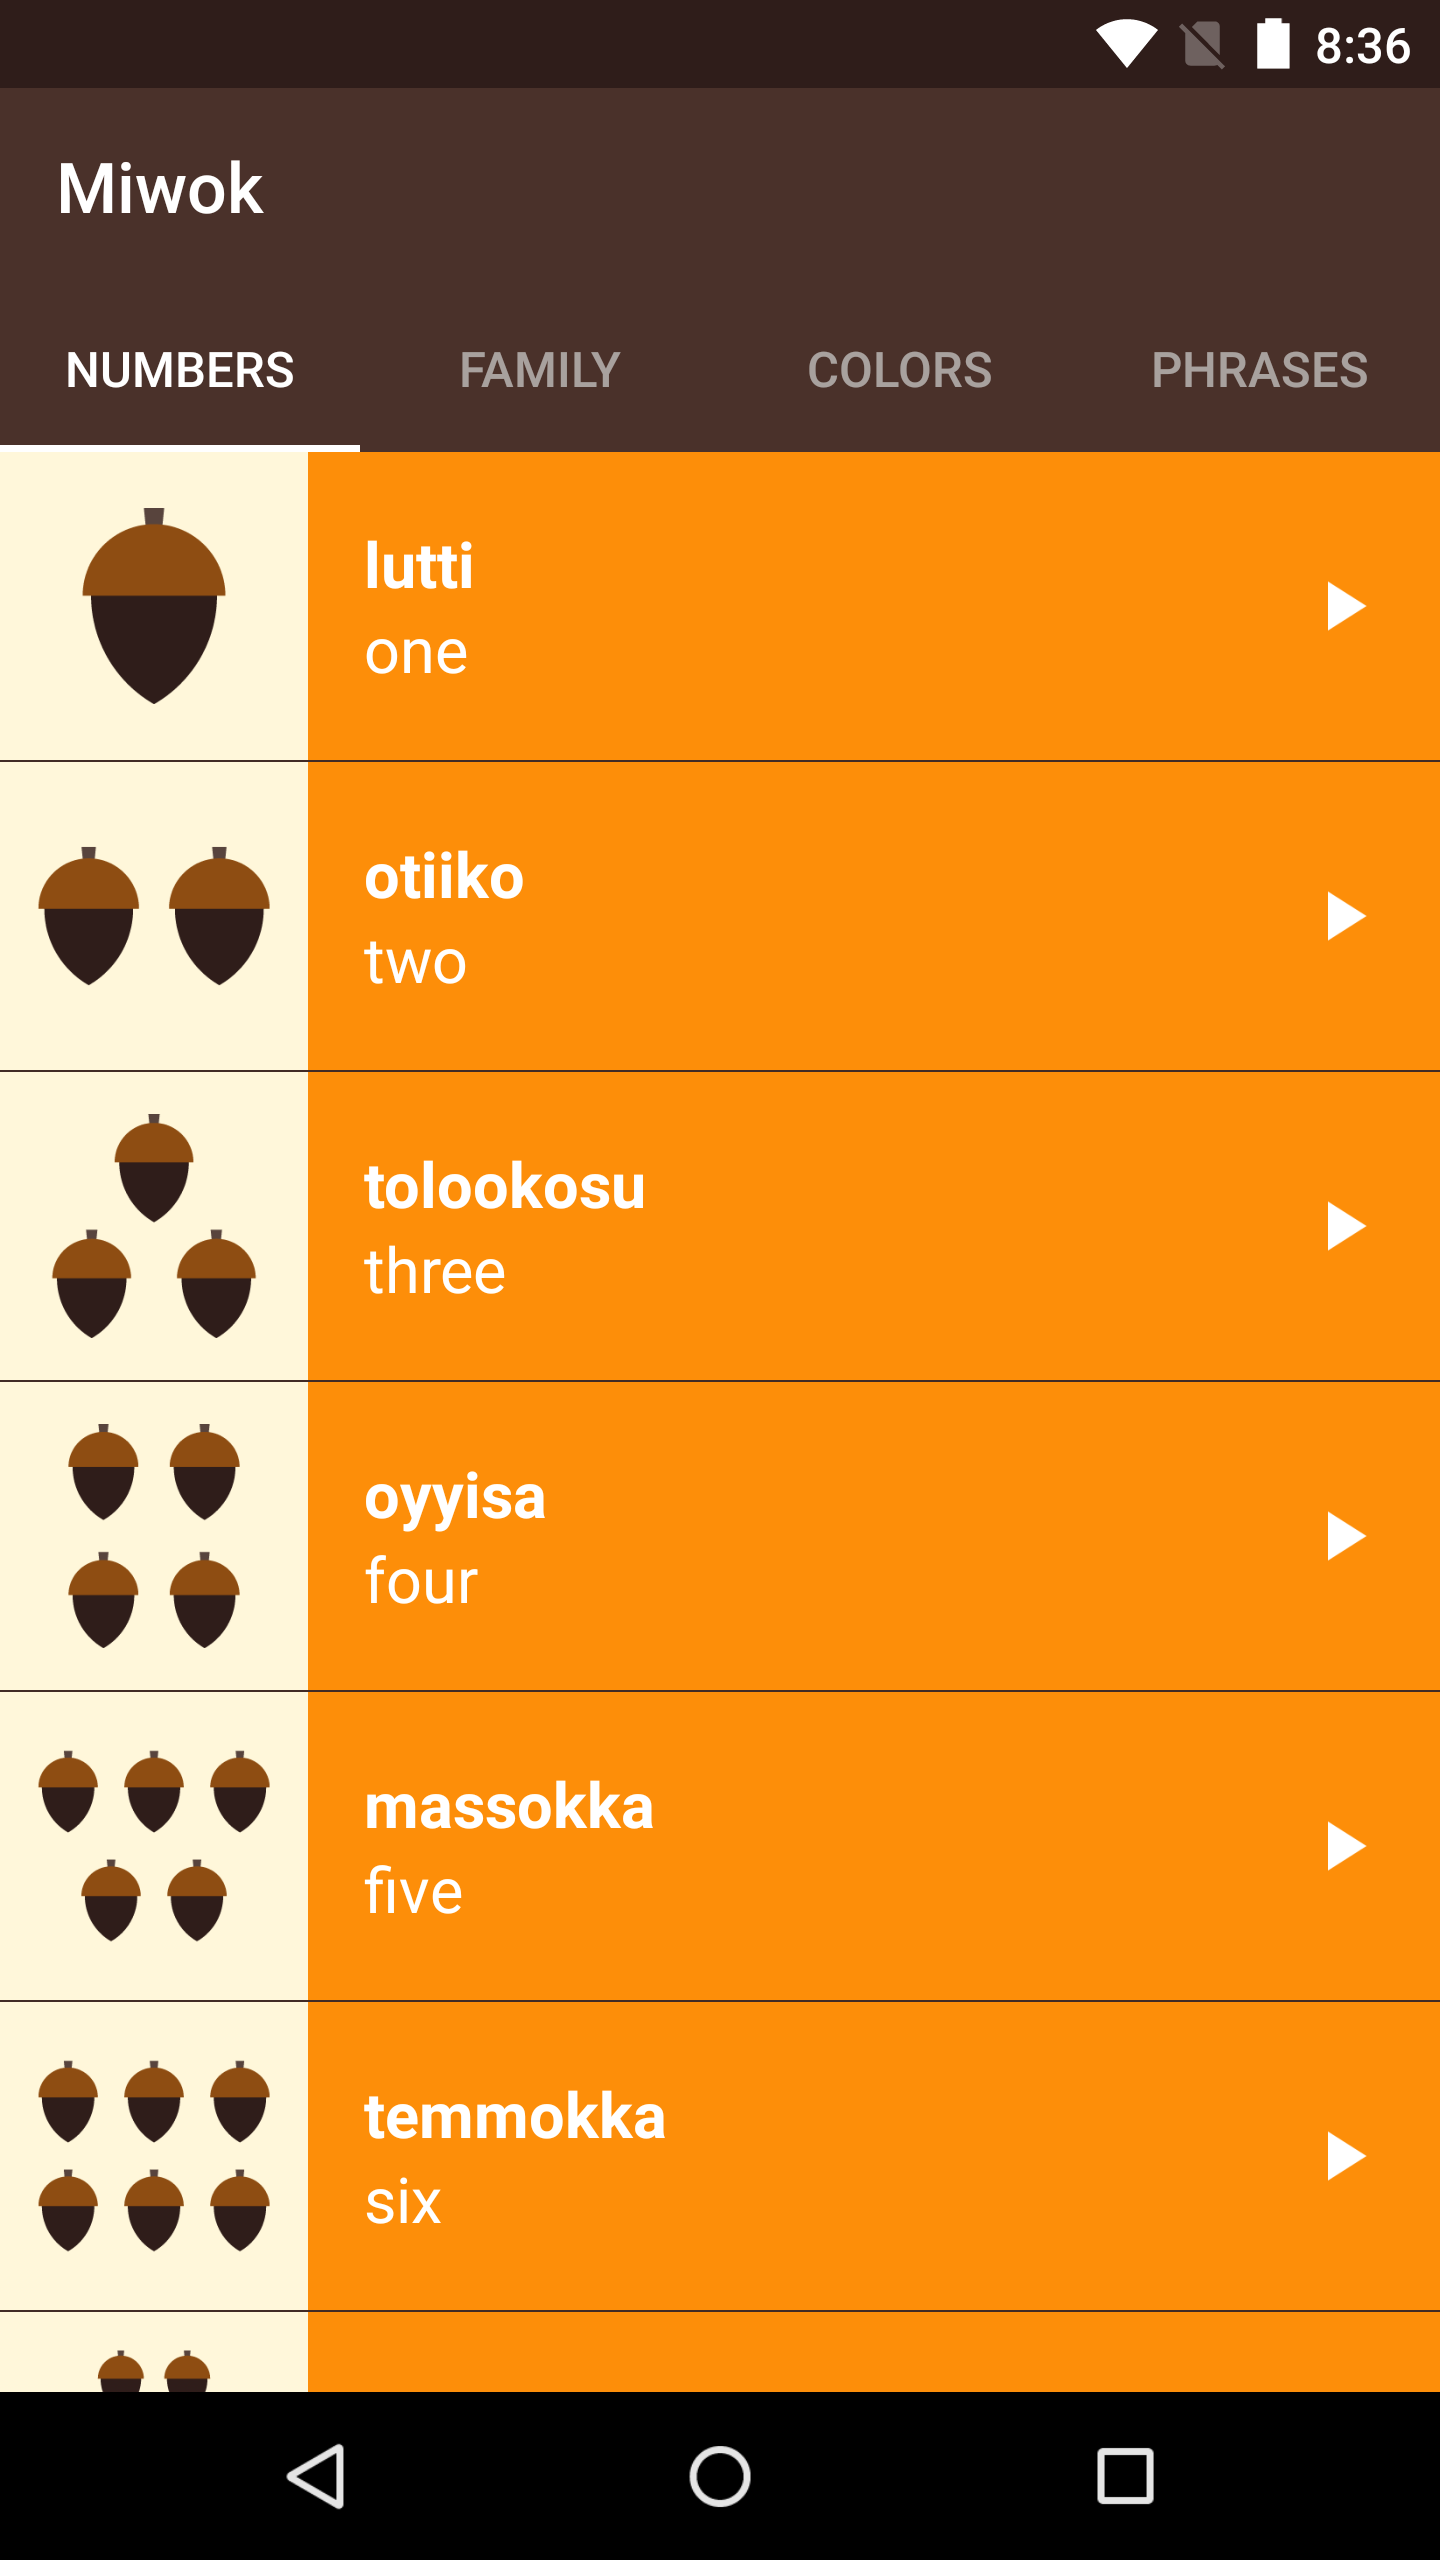 8:36
Miwok
NUMBERS FAMILY COLORS PHRASES
lutti
one
otiiko
two
tolookosu
three
oyyisa
four
massokka
five
temmokka
six